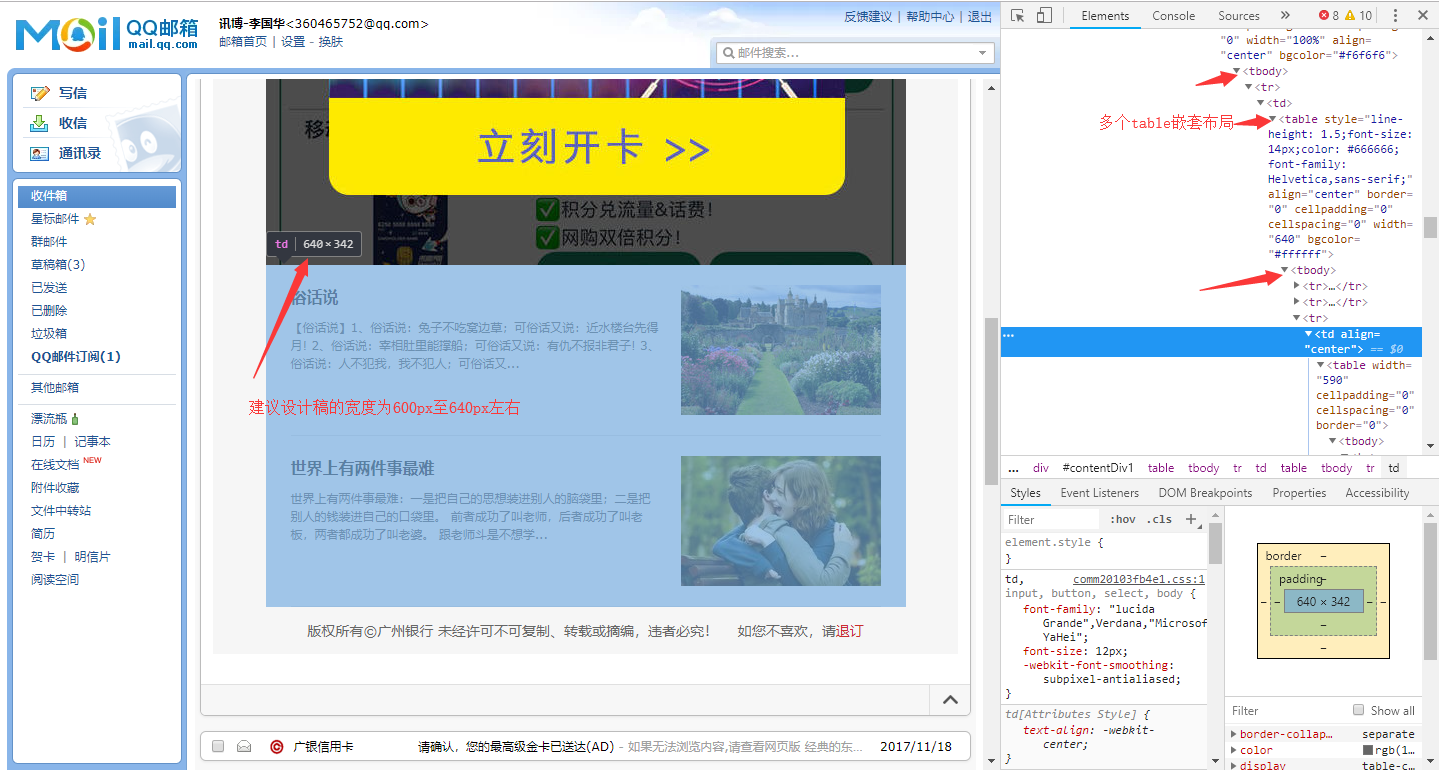 Mail QQ邮箱
mail.qq.com
讯博-李国华<360465752@qq.com>
邮箱首页 | 设置 - 换肤
反馈建议 | 帮助中心 | 退出
邮件搜索...
写信
收信
通讯录
收件箱
星标邮件
群邮件
草稿箱(3)
已发送
已删除
垃圾箱
QQ邮件订阅(1)
其他邮箱
漂流瓶
日历 | 记事本
在线文档 NEW
附件收藏
文件中转站
简历
贺卡 | 明信片
阅读空间
立刻开卡 >>
积分兑流量&话费!
网购双倍积分!
td | 640 × 342
俗话说
【俗话说】1、俗话说：兔子不吃窝边草；可俗话又说：近水楼台先得
月! 2、俗话说：宰相肚里能撑船；可俗话又说：有仇不报非君子! 3、
俗话说：人不犯我，我不犯人；可俗话又...
建议设计稿的宽度为600px至640px左右
世界上有两件事最难
世界上有两件事最难：一是把自己的思想装进别人的脑袋里；二是把
别人的钱装进自己的口袋里。 前者成功了叫老师，后者成功了叫老
板，两者都成功了叫老婆。 跟老师斗是不想学...
版权所有©广州银行 未经许可不可复制、转载或摘编，违者必究！ 如您不喜欢，请退订
广银信用卡 请确认，您的最高级金卡已送达(AD) - 如果无法浏览内容,请查看网页版 经典的东... 2017/11/18
Elements Console Sources » 8 10
"0" width="100%" align=
"center" bgcolor="#f6f6f6">
<tbody>
<tr>
<td>
多个table嵌套布局
<table style="line-
height: 1.5;font-size:
14px;color: #666666;
font-family:
Helvetica,sans-serif;"
align="center" border=
"0" cellpadding="0"
cellspacing="0" width=
"640" bgcolor=
"#ffffff">
<tbody>
<tr>…</tr>
<tr>…</tr>
<tr>
<td align=
"center"> == $0
<table width=
"590"
cellpadding="0"
cellspacing="0"
border="0">
<tbody>
... div #contentDiv1 table tbody tr td table tbody tr td
Styles Event Listeners DOM Breakpoints Properties Accessibility
Filter :hov .cls +
element.style {
}
td, comm20103fb4e1.css:1
input, button, select, body {
font-family: "lucida
Grande",Verdana,"Microsof
YaHei";
font-size: 12px;
-webkit-font-smoothing:
subpixel-antialiased;
}
td[Attributes Style] {
text-align: -webkit-
center;
}
border –
padding –
– – 640 × 342 – –
–
–
Filter Show all
border-collap… separate
color rgb(1…
display table-c…